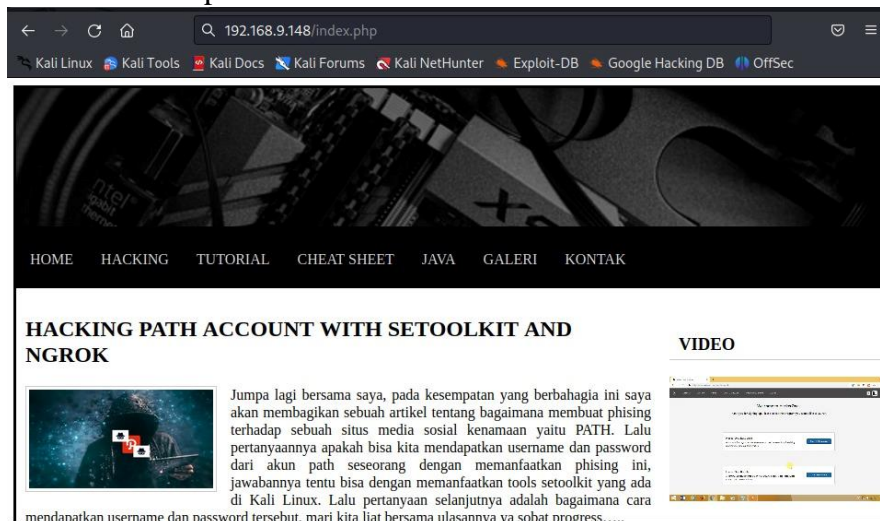 192.168.9.148/index.php
Kali Linux Kali Tools Kali Docs Kali Forums Kali NetHunter Exploit-DB Google Hacking DB OffSec
HOME HACKING TUTORIAL CHEAT SHEET JAVA GALERI KONTAK
HACKING PATH ACCOUNT WITH SETOOLKIT AND
NGROK
Jumpa lagi bersama saya, pada kesempatan yang berbahagia ini saya
akan membagikan sebuah artikel tentang bagaimana membuat phising
terhadap sebuah situs media sosial kenamaan yaitu PATH. Lalu
pertanyaannya apakah bisa kita mendapatkan username dan password
dari akun path seseorang dengan memanfaatkan phising ini,
jawabannya tentu bisa dengan memanfaatkan tools setoolkit yang ada
di Kali Linux. Lalu pertanyaan selanjutnya adalah bagaimana cara
mendapatkan username dan password tersebut, mari kita liat bersama ulasannya ya sobat progress.....
VIDEO